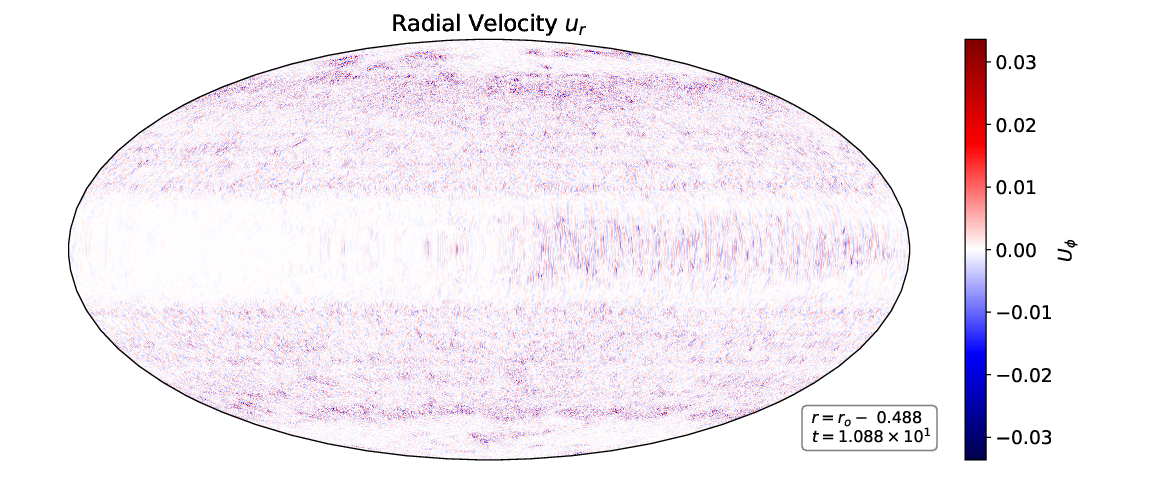 Radial Velocity u_r
0.03
0.02
0.01
0.00
−0.01
−0.02
−0.03
U_ϕ
r = r_o − 0.488
t = 1.088 × 10^1